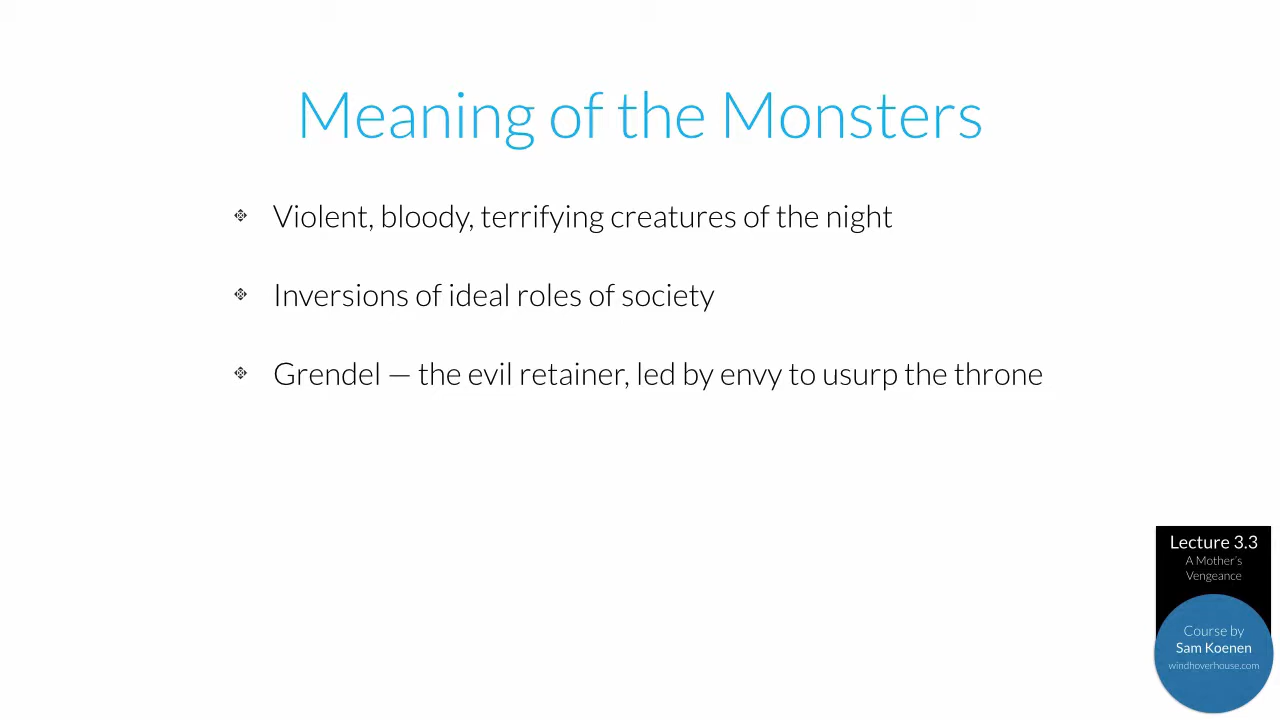 Meaning of the Monsters
Violent, bloody, terrifying creatures of the night
Inversions of ideal roles of society
Grendel — the evil retainer, led by envy to usurp the throne
Lecture 3.3
A Mother's
Vengeance
Course by
Sam Koenen
windhoverhouse.com